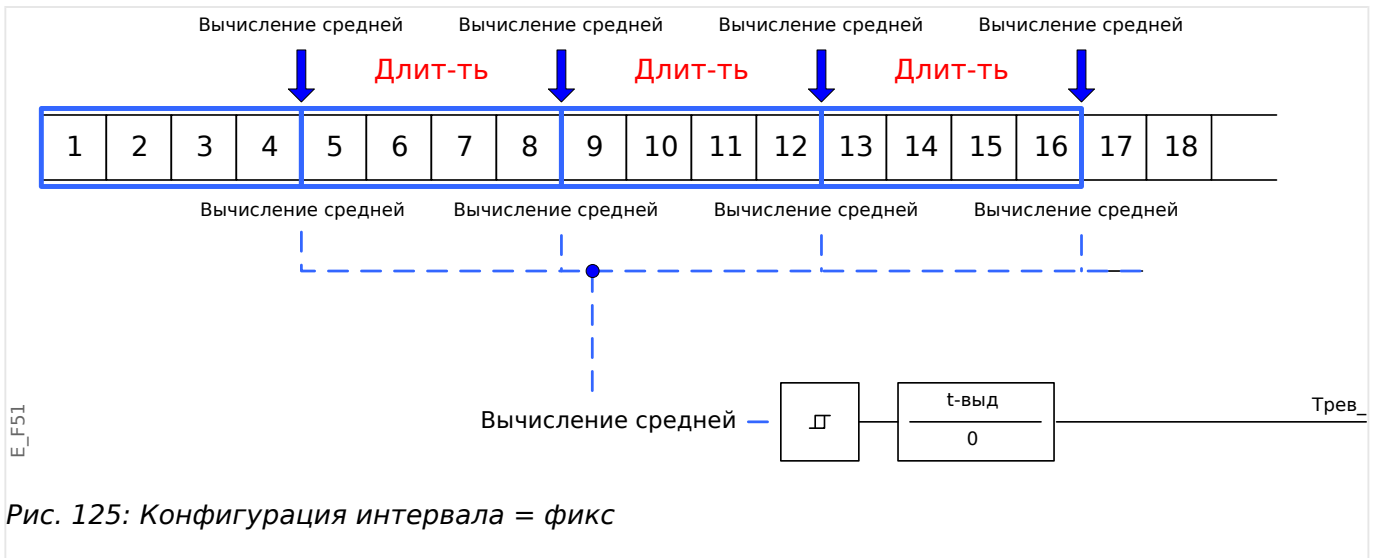 Вычисление средней Вычисление средней Вычисление средней Вычисление средней
Длит-ть Длит-ть Длит-ть
1 2 3 4 5 6 7 8 9 10 11 12 13 14 15 16 17 18
Вычисление средней Вычисление средней Вычисление средней Вычисление средней
t-выд
Вычисление средней
0
Трев_
E_F51
Рис. 125: Конфигурация интервала = фикс